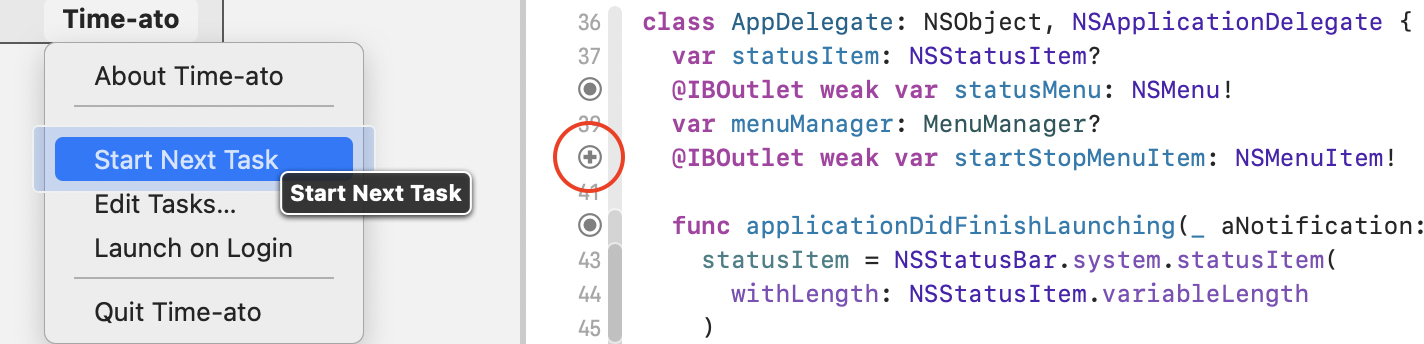 Time-ato
About Time-ato
Start Next Task
Start Next Task
Edit Tasks...
Launch on Login
Quit Time-ato
36 class AppDelegate: NSObject, NSApplicationDelegate {
37 var statusItem: NSStatusItem?
@IBOutlet weak var statusMenu: NSMenu!
39 var menuManager: MenuManager?
@IBOutlet weak var startStopMenuItem: NSMenuItem!
41
func applicationDidFinishLaunching(_ aNotification:
43 statusItem = NSStatusBar.system.statusItem(
44 withLength: NSStatusItem.variableLength
45 )